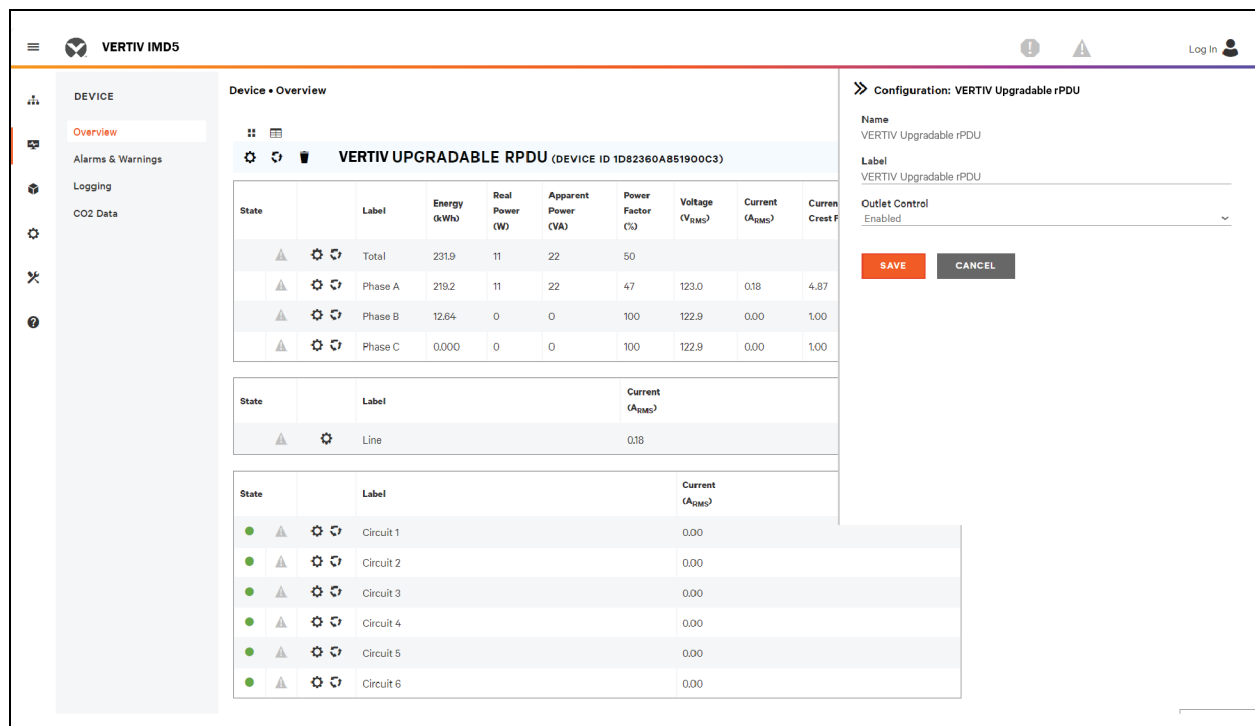 VERTIV IMD5
Log In
DEVICE
Overview
Alarms & Warnings
Logging
CO2 Data
Device • Overview
VERTIV UPGRADABLE RPDU (DEVICE ID 1D82360A851900C3)
State Label Energy (kWh) Real Power (W) Apparent Power (VA) Power Factor (%) Voltage (VRMS) Current (ARMS) Curren Crest F
Total 231.9 11 22 50
Phase A 219.2 11 22 47 123.0 0.18 4.87
Phase B 12.64 0 0 100 122.9 0.00 1.00
Phase C 0.000 0 0 100 122.9 0.00 1.00
State Label Current (ARMS)
Line 0.18
State Label Current (ARMS)
Circuit 1 0.00
Circuit 2 0.00
Circuit 3 0.00
Circuit 4 0.00
Circuit 5 0.00
Circuit 6 0.00
Configuration: VERTIV Upgradable rPDU
Name
VERTIV Upgradable rPDU
Label
VERTIV Upgradable rPDU
Outlet Control
Enabled
SAVE CANCEL